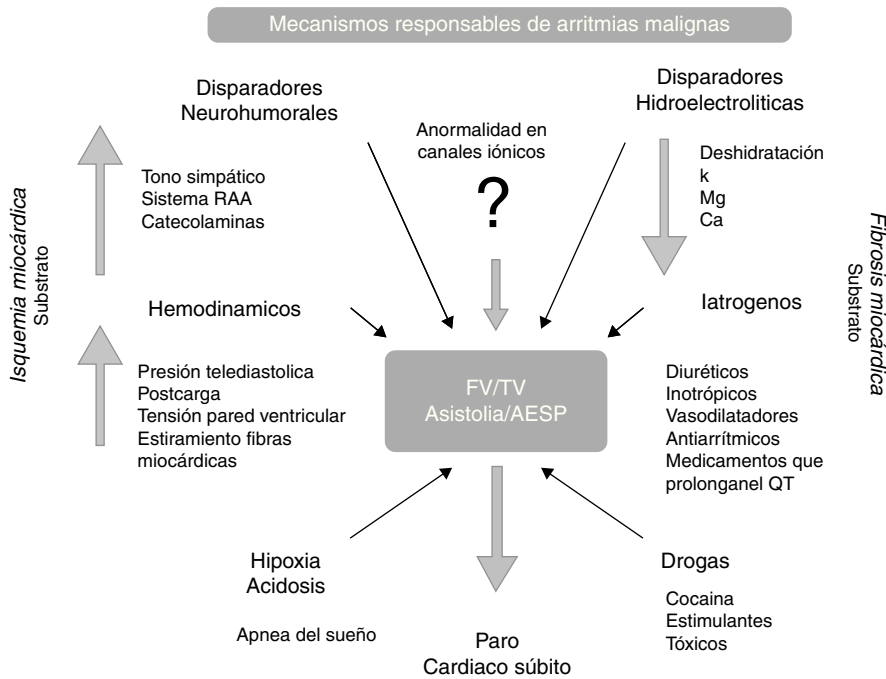 Mecanismos responsables de arritmias malignas
Disparadores
Neurohumorales
Tono simpático
Sistema RAA
Catecolaminas
Anormalidad en
canales iónicos
?
Disparadores
Hidroelectroliticas
Deshidratación
k
Mg
Ca
Isquemia miocárdica
Substrato
Fibrosis miocárdica
Substrato
Hemodinamicos
Presión telediastolica
Postcarga
Tensión pared ventricular
Estiramiento fibras
miocárdicas
FV/TV
Asistolia/AESP
Iatrogenos
Diuréticos
Inotrópicos
Vasodilatadores
Antiarrítmicos
Medicamentos que
prolonganel QT
Hipoxia
Acidosis
Apnea del sueño
Paro
Cardiaco súbito
Drogas
Cocaina
Estimulantes
Tóxicos